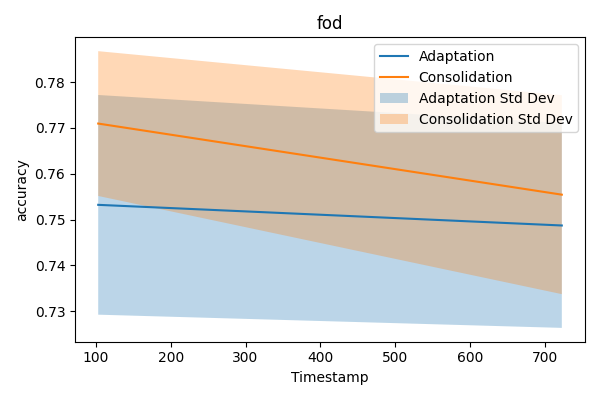 fod
Adaptation
Consolidation
Adaptation Std Dev
Consolidation Std Dev
accuracy
0.78
0.77
0.76
0.75
0.74
0.73
100 200 300 400 500 600 700
Timestamp